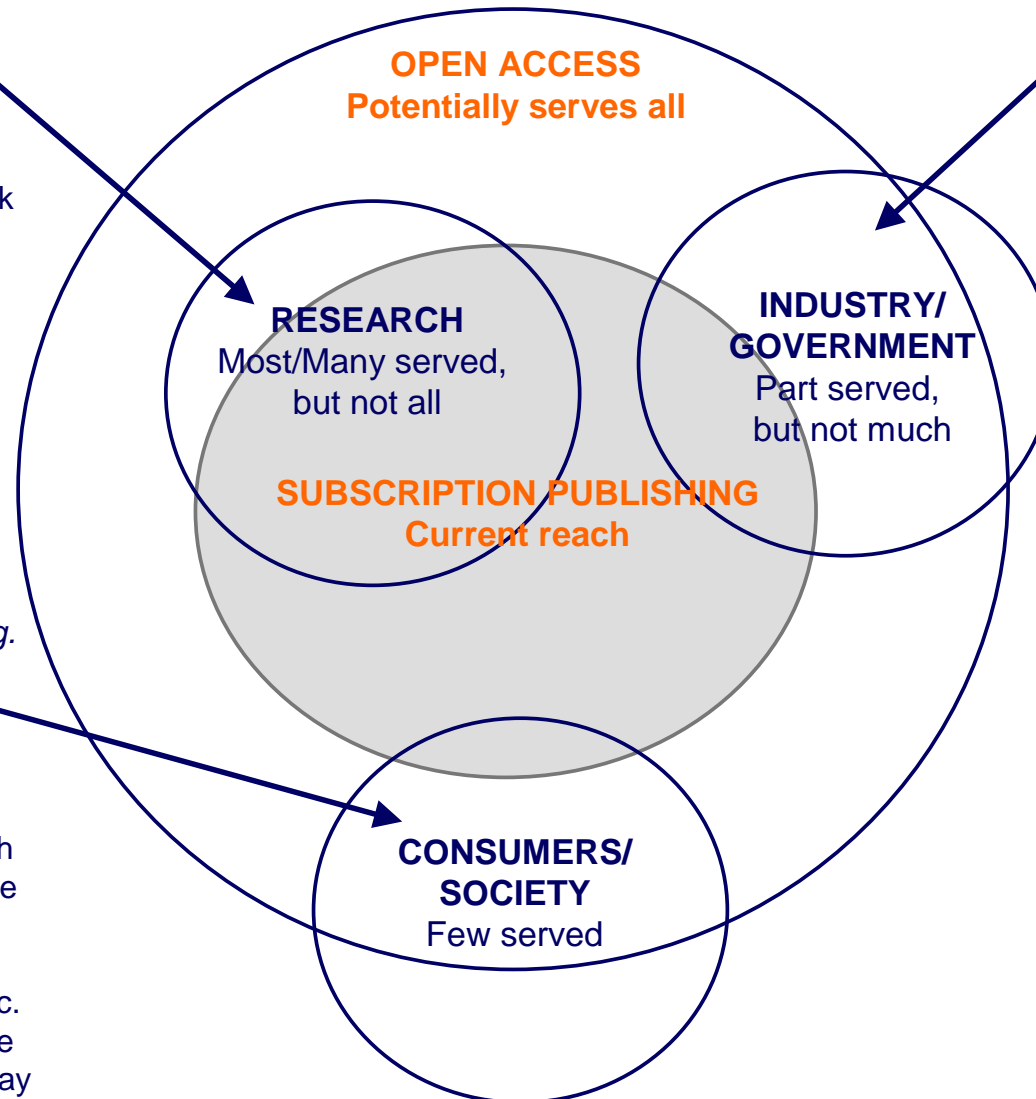 OPEN ACCESS
Potentially serves all
k
RESEARCH
Most/Many served,
but not all
INDUSTRY/
GOVERNMENT
Part served,
but not much
SUBSCRIPTION PUBLISHING
Current reach
g.
CONSUMERS/
SOCIETY
Few served
h
e
c.
e
ay